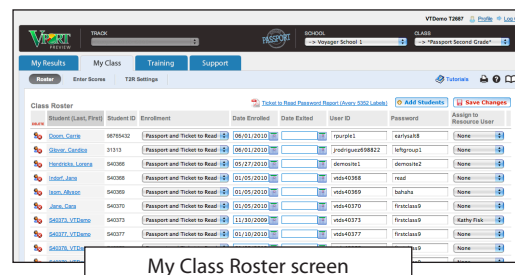 VTDemo T2687 Profile Log
VPORT PREVIEW
TRACK
PASSPORT
SCHOOL
-> Voyager School 1
CLASS
-> *Passport Second Grade*
My Results My Class Training Support
Roster Enter Scores T2R Settings Tutorials
Class Roster
Ticket to Read Password Report (Avery 5352 Labels) Add Students Save Changes
DELETE Student (Last, First) Student ID Enrollment Date Enrolled Date Exited User ID Password Assign to Resource User
Doom, Carrie 98765432 Passport and Ticket to Read 06/01/2010 rpurple1 earlysalt8 None
Glover, Candice 31313 Passport and Ticket to Read 06/01/2010 jrodriguez698822 leftgroup1 None
Hendricks, Lorena S40366 Passport and Ticket to Read 05/27/2010 demosite1 demosite2 None
Indorf, Jane S40368 Passport and Ticket to Read 01/05/2010 vtds40368 read None
Isom, Allyson S40369 Passport and Ticket to Read 01/05/2010 vtds40369 bahaha None
Jane, Cara S40370 Passport and Ticket to Read 01/05/2010 vtds40370 firstclass9 None
S40373, VTDemo S40373 Passport and Ticket to Read 11/30/2009 vtds40373 firstclass9 Kathy Fisk
S40377, VTDemo S40377 Passport and Ticket to Read 01/10/2010 vtds40377 firstclass9 None
My Class Roster screen